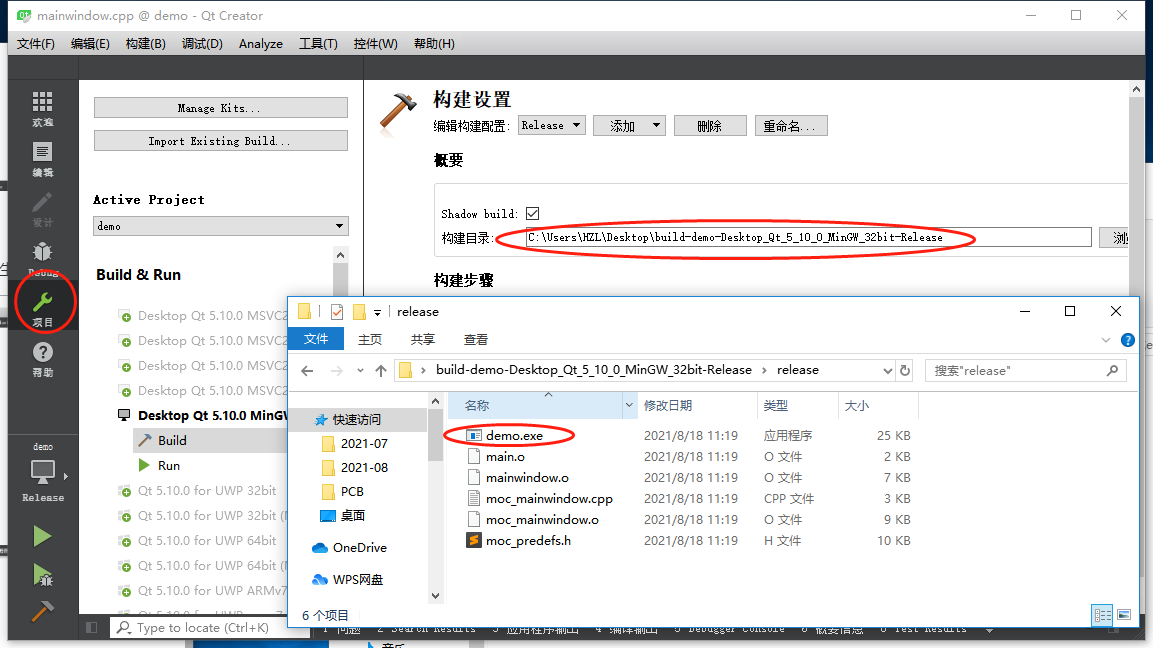 mainwindow.cpp @ demo - Qt Creator
文件(F) 编辑(E) 构建(B) 调试(D) Analyze 工具(T) 控件(W) 帮助(H)
欢迎
编辑
设计
Debug
项目
帮助
demo
Release
Manage Kits...
Import Existing Build...
Active Project
demo
Build & Run
Desktop Qt 5.10.0 MSVC2
Desktop Qt 5.10.0 MSVC2
Desktop Qt 5.10.0 MSVC2
Desktop Qt 5.10.0 MSVC2
Desktop Qt 5.10.0 MinGW
Build
Run
Qt 5.10.0 for UWP 32bit
Qt 5.10.0 for UWP 32bit (
Qt 5.10.0 for UWP 64bit
Qt 5.10.0 for UWP 64bit (
Qt 5.10.0 for UWP ARMv7
构建设置
编辑构建配置: Release 添加 删除 重命名...
概要
Shadow build:
构建目录: C:\Users\HZL\Desktop\build-demo-Desktop_Qt_5_10_0_MinGW_32bit-Release
构建步骤
release
文件 主页 共享 查看
build-demo-Desktop_Qt_5_10_0_MinGW_32bit-Release release 搜索"release"
快速访问
2021-07
2021-08
PCB
桌面
OneDrive
WPS网盘
名称 修改日期 类型 大小
demo.exe 2021/8/18 11:19 应用程序 25 KB
main.o 2021/8/18 11:19 O 文件 2 KB
mainwindow.o 2021/8/18 11:19 O 文件 7 KB
moc_mainwindow.cpp 2021/8/18 11:19 CPP 文件 3 KB
moc_mainwindow.o 2021/8/18 11:19 O 文件 9 KB
moc_predefs.h 2021/8/18 11:19 H 文件 10 KB
6 个项目
Type to locate (Ctrl+K) 1 问题 2 Search Results 3 应用程序输出 4 编译输出 5 Debugger Console 6 概要信息 8 Test Results
音乐